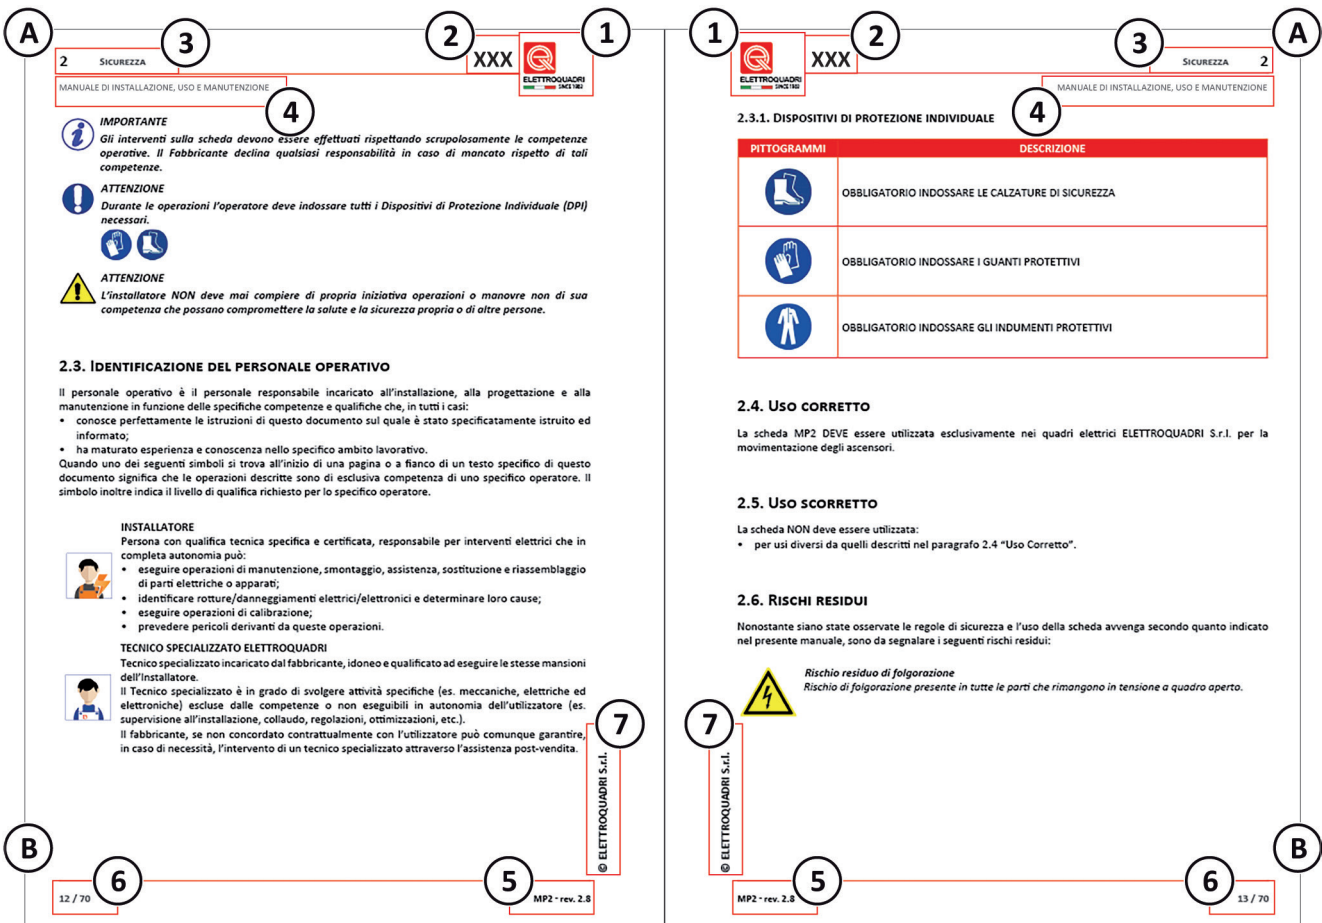 A
3
2
1
2 SICUREZZA
XXX
ELETTROQUADRI
SINCE 1982
MANUALE DI INSTALLAZIONE, USO E MANUTENZIONE
4
IMPORTANTE
Gli interventi sulla scheda devono essere effettuati rispettando scrupolosamente le competenze
operative. Il Fabbricante declina qualsiasi responsabilità in caso di mancato rispetto di tali
competenze.
ATTENZIONE
Durante le operazioni l'operatore deve indossare tutti i Dispositivi di Protezione Individuale (DPI)
necessari.
ATTENZIONE
L'installatore NON deve mai compiere di propria iniziativa operazioni o manovre non di sua
competenza che possano compromettere la salute e la sicurezza propria o di altre persone.
2.3. IDENTIFICAZIONE DEL PERSONALE OPERATIVO
Il personale operativo è il personale responsabile incaricato all'installazione, alla progettazione e alla
manutenzione in funzione delle specifiche competenze e qualifiche che, in tutti i casi:
• conosce perfettamente le istruzioni di questo documento sul quale è stato specificatamente istruito ed
informato;
• ha maturato esperienza e conoscenza nello specifico ambito lavorativo.
Quando uno dei seguenti simboli si trova all'inizio di una pagina o a fianco di un testo specifico di questo
documento significa che le operazioni descritte sono di esclusiva competenza di uno specifico operatore. Il
simbolo inoltre indica il livello di qualifica richiesto per lo specifico operatore.
INSTALLATORE
Persona con qualifica tecnica specifica e certificata, responsabile per interventi elettrici che in
completa autonomia può:
• eseguire operazioni di manutenzione, smontaggio, assistenza, sostituzione e riassemblaggio
di parti elettriche o apparati;
• identificare rotture/danneggiamenti elettrici/elettronici e determinare loro cause;
• eseguire operazioni di calibrazione;
• prevedere pericoli derivanti da queste operazioni.
TECNICO SPECIALIZZATO ELETTROQUADRI
Tecnico specializzato incaricato dal fabbricante, idoneo e qualificato ad eseguire le stesse mansioni
dell'Installatore.
Il Tecnico specializzato è in grado di svolgere attività specifiche (es. meccaniche, elettriche ed
elettroniche) escluse dalle competenze o non eseguibili in autonomia dell'utilizzatore (es.
supervisione all'installazione, collaudo, regolazioni, ottimizzazioni, etc.).
Il fabbricante, se non concordato contrattualmente con l'utilizzatore può comunque garantire,
in caso di necessità, l'intervento di un tecnico specializzato attraverso l'assistenza post-vendita.
7
© ELETTROQUADRI S.r.l.
B
6
5
12 / 70
MP2 - rev. 2.8
1
2
3
A
ELETTROQUADRI
SINCE 1982
XXX
SICUREZZA 2
MANUALE DI INSTALLAZIONE, USO E MANUTENZIONE
4
2.3.1. DISPOSITIVI DI PROTEZIONE INDIVIDUALE
PITTOGRAMMI DESCRIZIONE
OBBLIGATORIO INDOSSARE LE CALZATURE DI SICUREZZA
OBBLIGATORIO INDOSSARE I GUANTI PROTETTIVI
OBBLIGATORIO INDOSSARE GLI INDUMENTI PROTETTIVI
2.4. USO CORRETTO
La scheda MP2 DEVE essere utilizzata esclusivamente nei quadri elettrici ELETTROQUADRI S.r.l. per la
movimentazione degli ascensori.
2.5. USO SCORRETTO
La scheda NON deve essere utilizzata:
• per usi diversi da quelli descritti nel paragrafo 2.4 “Uso Corretto”.
2.6. RISCHI RESIDUI
Nonostante siano state osservate le regole di sicurezza e l'uso della scheda avvenga secondo quanto indicato
nel presente manuale, sono da segnalare i seguenti rischi residui:
Rischio residuo di folgorazione
Rischio di folgorazione presente in tutte le parti che rimangono in tensione a quadro aperto.
7
© ELETTROQUADRI S.r.l.
5
6
B
MP2 - rev. 2.8
13 / 70